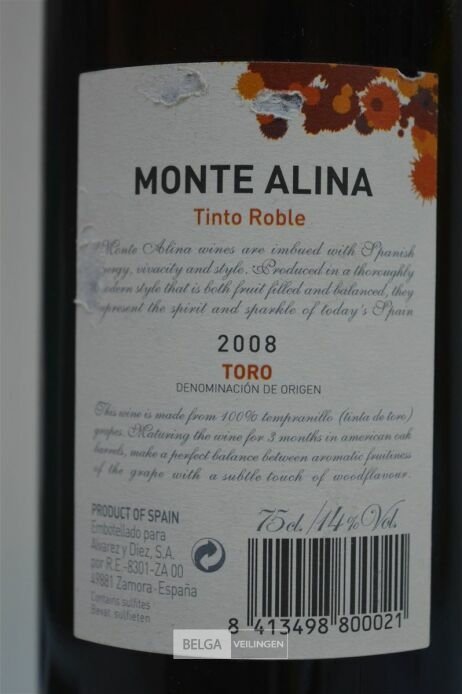 MONTE ALINA
Tinto Roble
Monte Alina wines are imbued with Spanish
ergy, vivacity and style. Produced in a thoroughly
odern style that is both fruit filled and balanced, they
epresent the spirit and sparkle of today's Spain
2008
TORO
DENOMINACIÓN DE ORIGEN
This wine is made from 100% tempranillo (tinta de toro)
grapes. Maturing the wine for 3 months in american oak
barrels, make a perfect balance between aromatic fruitiness
of the grape with a subtle touch of woodflavour.
75cl./14%Vol.
PRODUCT OF SPAIN
Embotellado para
Alvarez y Diez, S.A.
por R.E.-8301-ZA 00
49881 Zamora-España
Contains sulfites
Bevat sulfieten
8 413498 800021
BELGA VEILINGEN